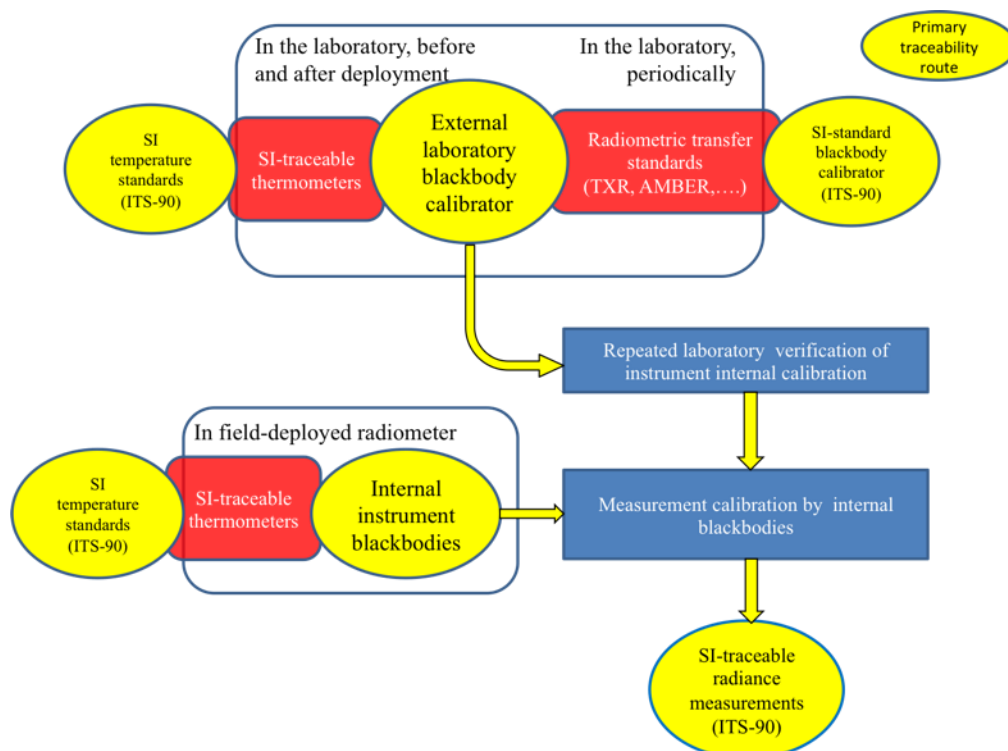 Primary
traceability
route
In the laboratory, before
and after deployment
In the laboratory,
periodically
SI
temperature
standards
(ITS-90)
SI-traceable
thermometers
External
laboratory
blackbody
calibrator
Radiometric transfer
standards
(TXR, AMBER,....)
SI-standard
blackbody
calibrator
(ITS-90)
Repeated laboratory verification of
instrument internal calibration
In field-deployed radiometer
SI
temperature
standards
(ITS-90)
SI-traceable
thermometers
Internal
instrument
blackbodies
Measurement calibration by internal
blackbodies
SI-traceable
radiance
measurements
(ITS-90)